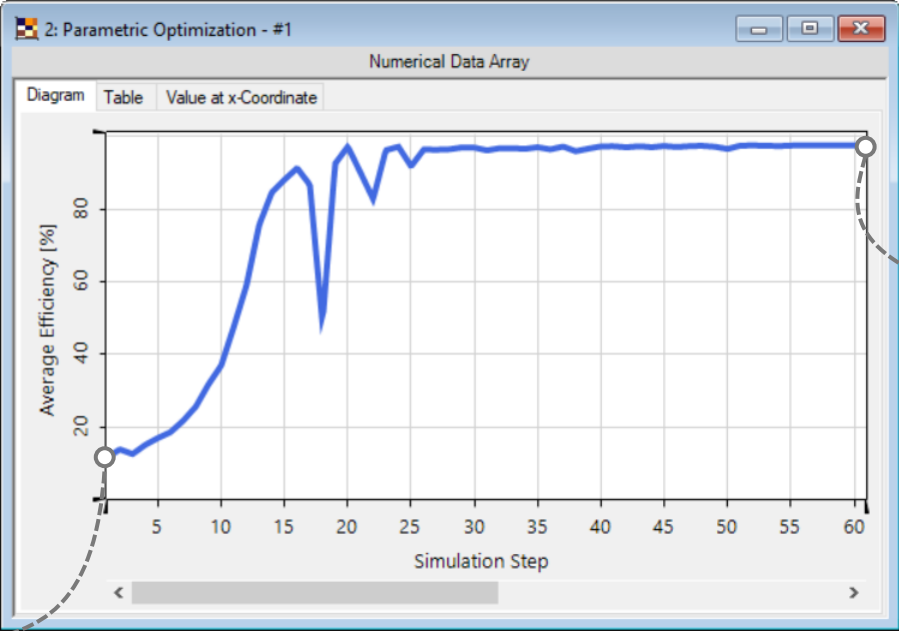 2: Parametric Optimization - #1
Numerical Data Array
Diagram Table Value at x-Coordinate
80
60
40
20
Average Efficiency [%]
5 10 15 20 25 30 35 40 45 50 55 60
Simulation Step